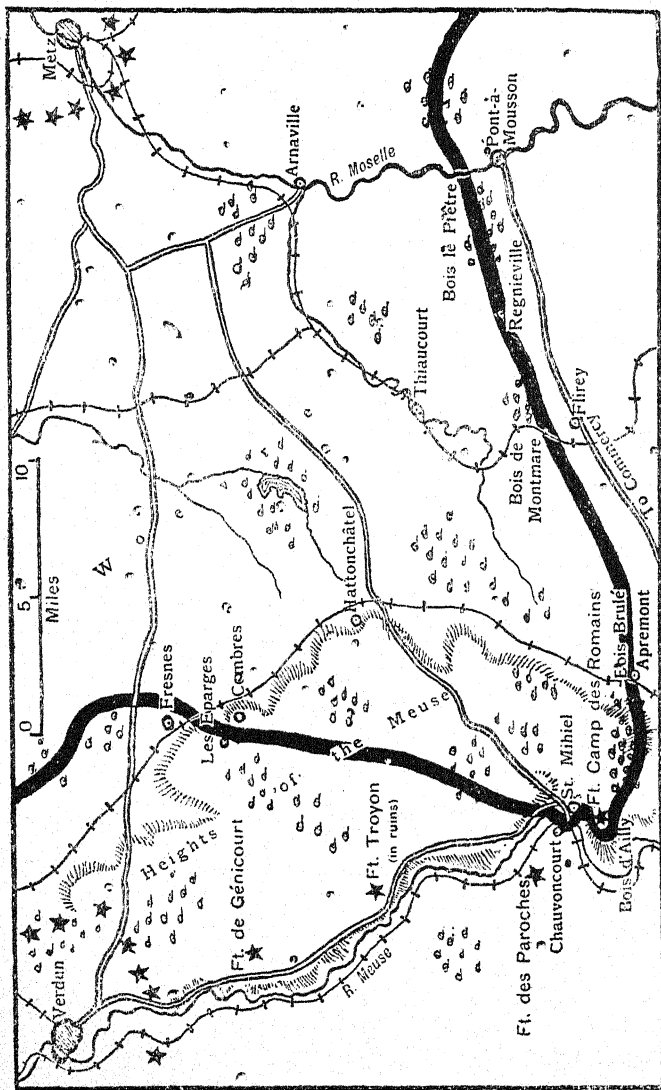 Verdun
Metz
Miles
0 5 10
W
Fresnes
Les Eparges
Combres
Hattonchâtel
Arnaville
R. Moselle
Heights
of
the
Meuse
Ft. de Génicourt
Ft. Troyon
(in ruins)
R. Meuse
Thiaucourt
Pont-à-
Mousson
Bois le Piêtre
Regniéville
Bois de
Montmare
Flirey
To Commercy
Ft. des Paroches
Chauvoncourt
St. Mihiel
Ft. Camp des Romains
Bois Brulé
Bois d'Ailly
Apremont